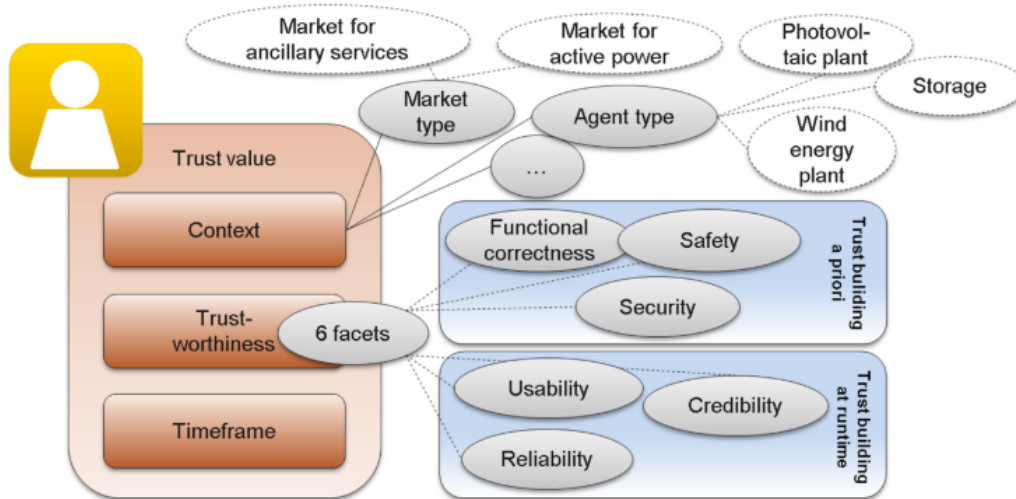 Market for
ancillary services
Market for
active power
Photovol-
taic plant
Storage
Market
type
Agent type
Wind
energy
plant
...
Trust value
Context
Functional
correctness
Safety
Security
Trust buliding
a priori
Trust-
worthiness
6 facets
Usability
Credibility
Reliability
Trust building
at runtime
Timeframe